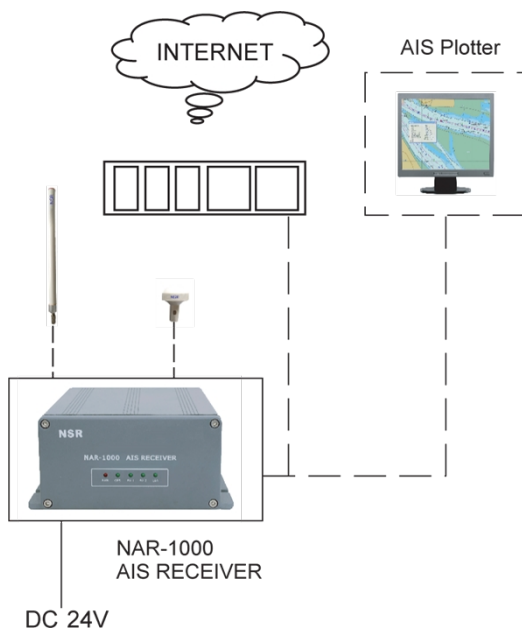 INTERNET
AIS Plotter
NSR
NAR-1000 AIS RECEIVER
NAR-1000
AIS RECEIVER
DC 24V